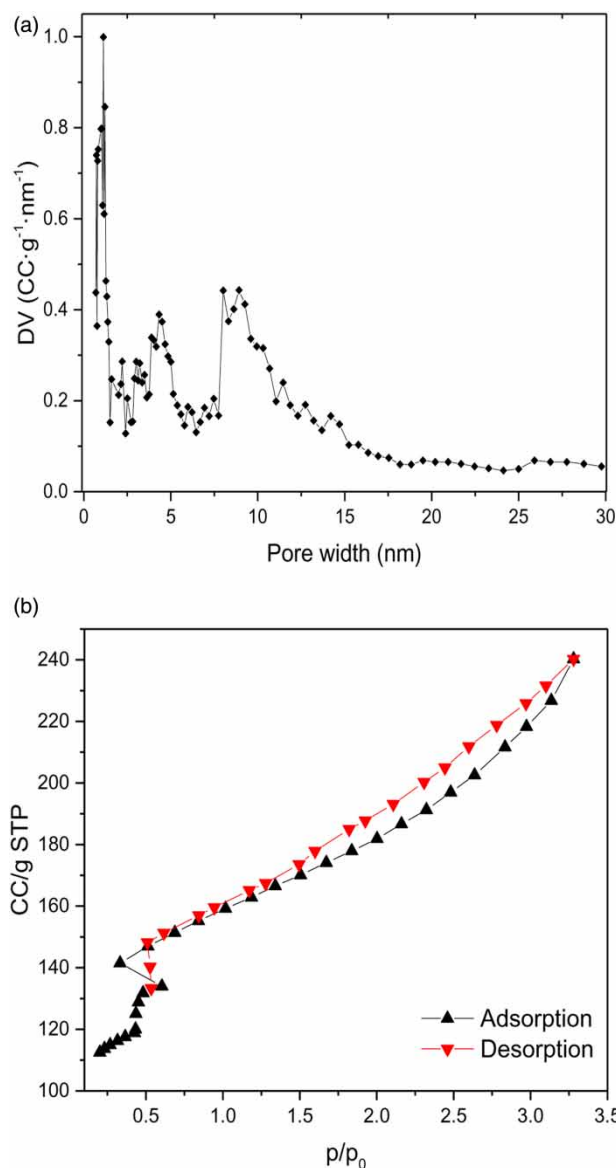 (a)
1.0
0.8
0.6
0.4
0.2
0.0
DV (CC·g⁻¹·nm⁻¹)
0 5 10 15 20 25 30
Pore width (nm)
(b)
240
220
200
180
160
140
120
100
CC/g STP
Adsorption
Desorption
0.5 1.0 1.5 2.0 2.5 3.0 3.5
p/p₀